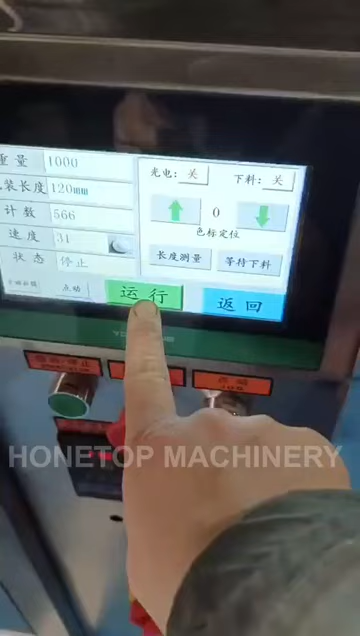 重量 1000
光电: 关 下料: 关
装长度 120mm
计数 566
0
色标定位
速度 31
长度测量 等待下料
状态 停止
点动 运行 返回
HONETOP MACHINERY